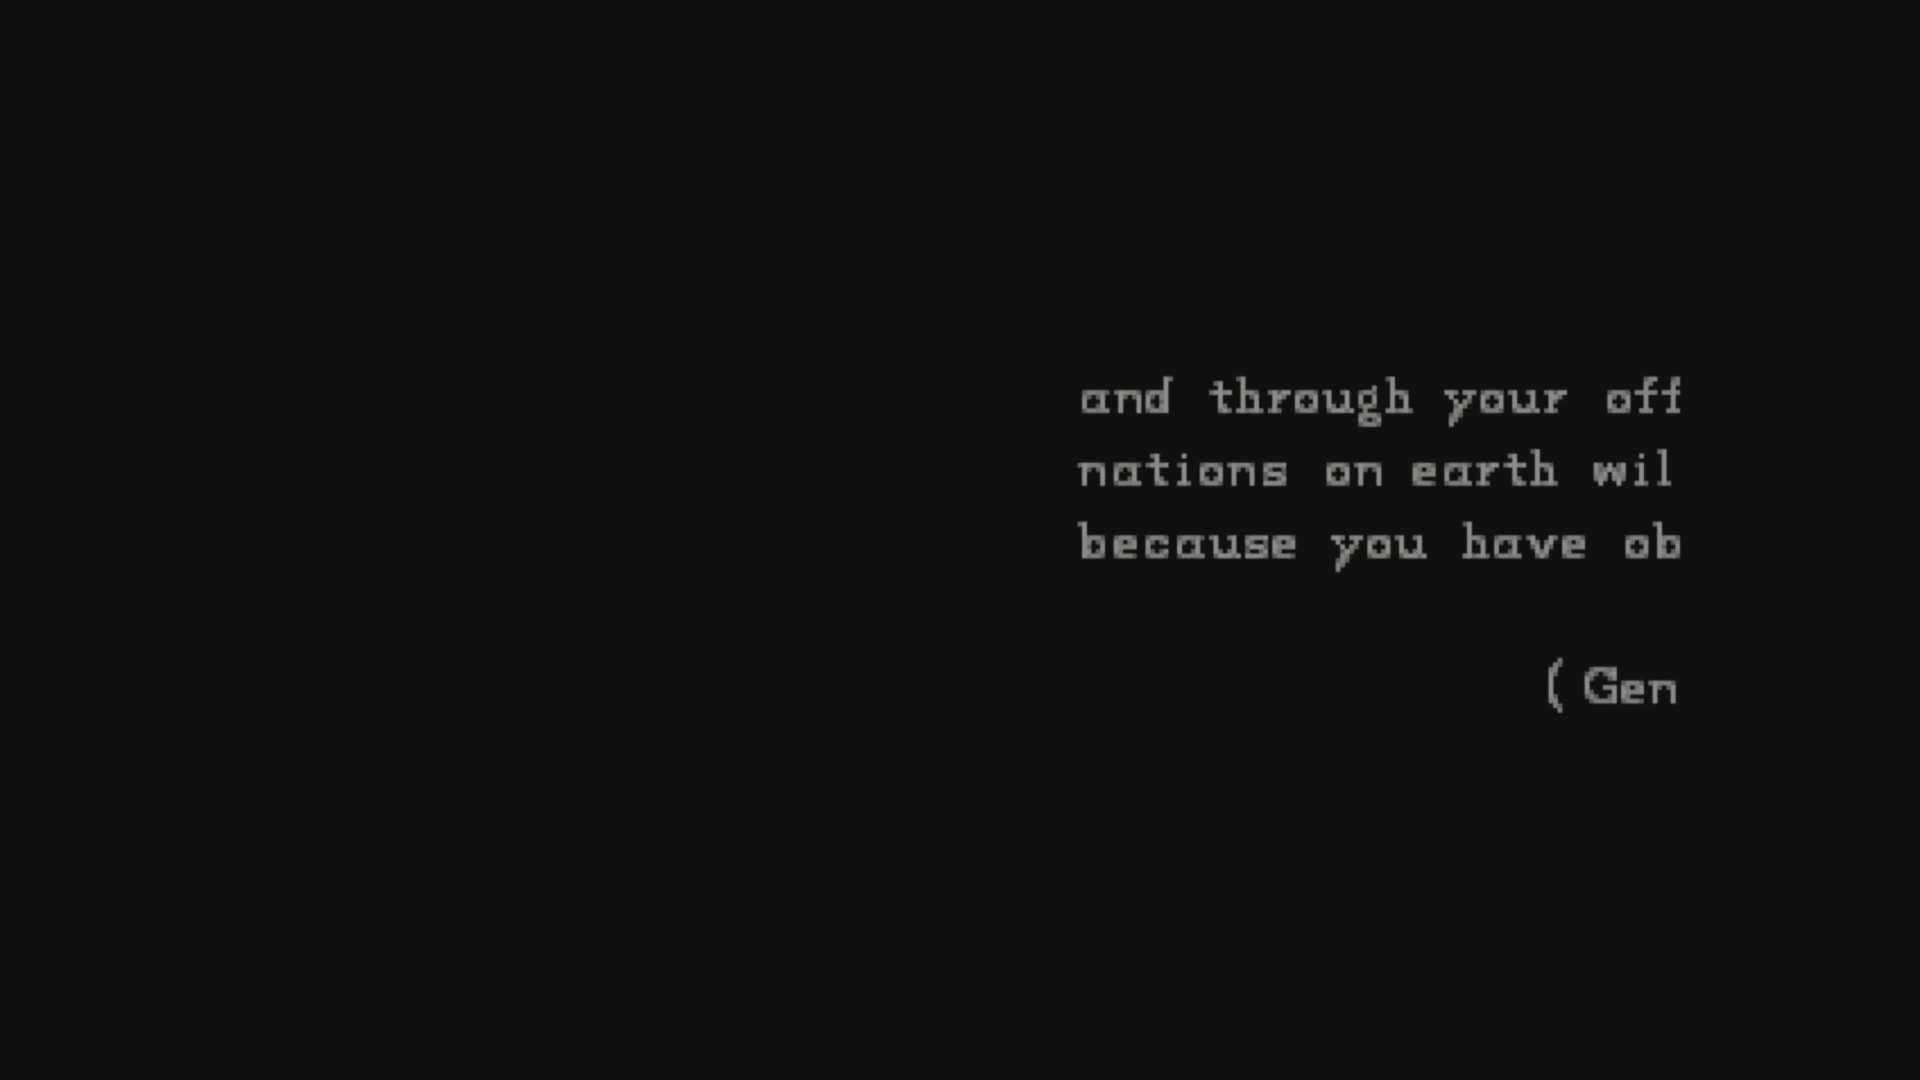 and through your off
nations on earth wil
because you have ob
( Gen